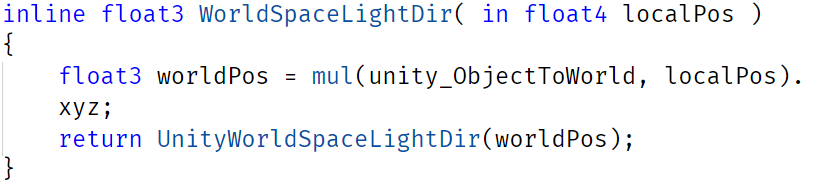 inline float3 WorldSpaceLightDir( in float4 localPos )
{
    float3 worldPos = mul(unity_ObjectToWorld, localPos).
    xyz;
    return UnityWorldSpaceLightDir(worldPos);
}